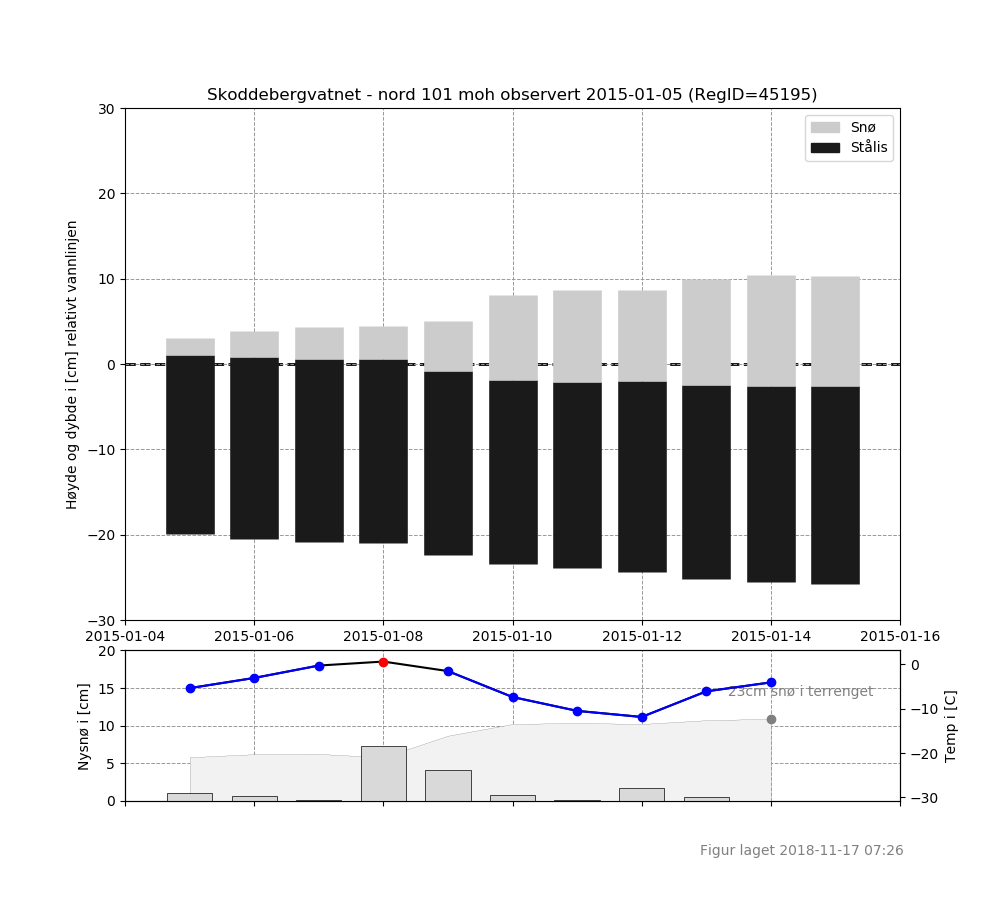 Skoddebergvatnet - nord 101 moh observert 2015-01-05 (RegID=45195)
30
20
10
0
−10
−20
−30
Høyde og dybde i [cm] relativt vannlinjen
Snø
Stålis
2015-01-04 2015-01-06 2015-01-08 2015-01-10 2015-01-12 2015-01-14 2015-01-16
20
15
10
5
0
Nysnø i [cm]
23cm snø i terrenget
0
−10
−20
−30
Temp i [C]
Figur laget 2018-11-17 07:26